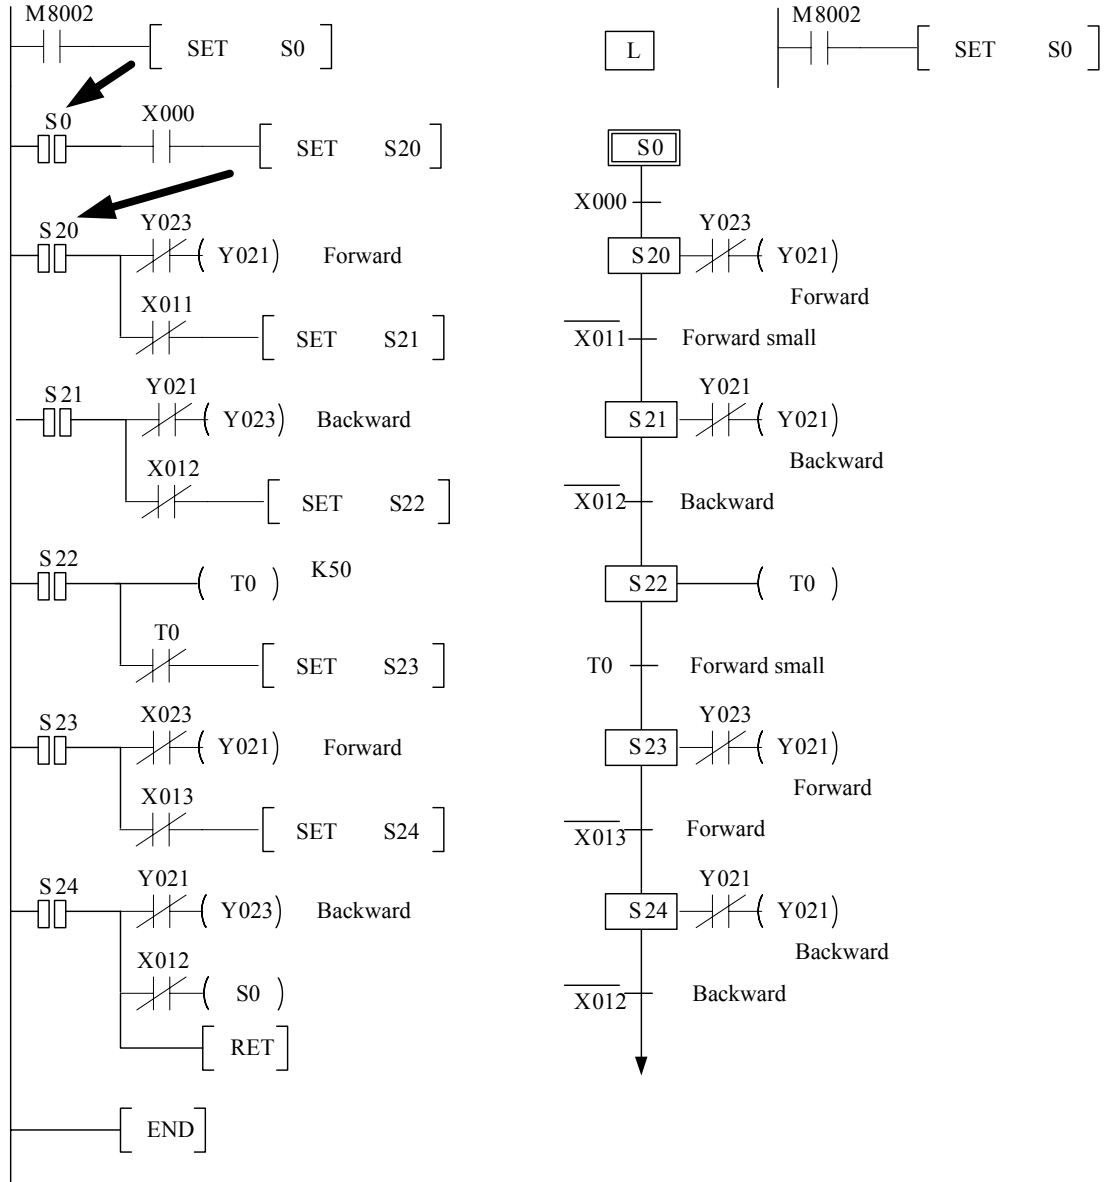 M8002
SET S0
S0 X000
SET S20
S20 Y023
Y021 Forward
X011
SET S21
S21 Y021
Y023 Backward
X012
SET S22
S22
T0 K50
T0
SET S23
S23 X023
Y021 Forward
X013
SET S24
S24 Y021
Y023 Backward
X012
S0
RET
END
L
M8002
SET S0
S0
X000
Y023
S20 Y021
Forward
X011 Forward small
Y021
S21 Y021
Backward
X012 Backward
S22 T0
T0 Forward small
Y023
S23 Y021
Forward
X013 Forward
Y021
S24 Y021
Backward
X012 Backward